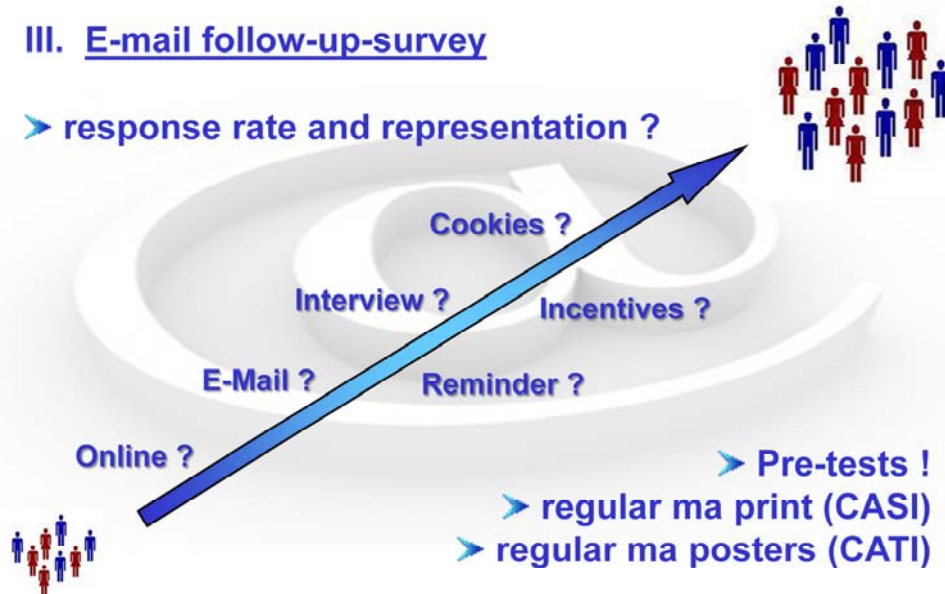 III. E-mail follow-up-survey
response rate and representation ?
Cookies ?
Interview ?
Incentives ?
E-Mail ?
Reminder ?
Online ?
Pre-tests !
regular ma print (CASI)
regular ma posters (CATI)